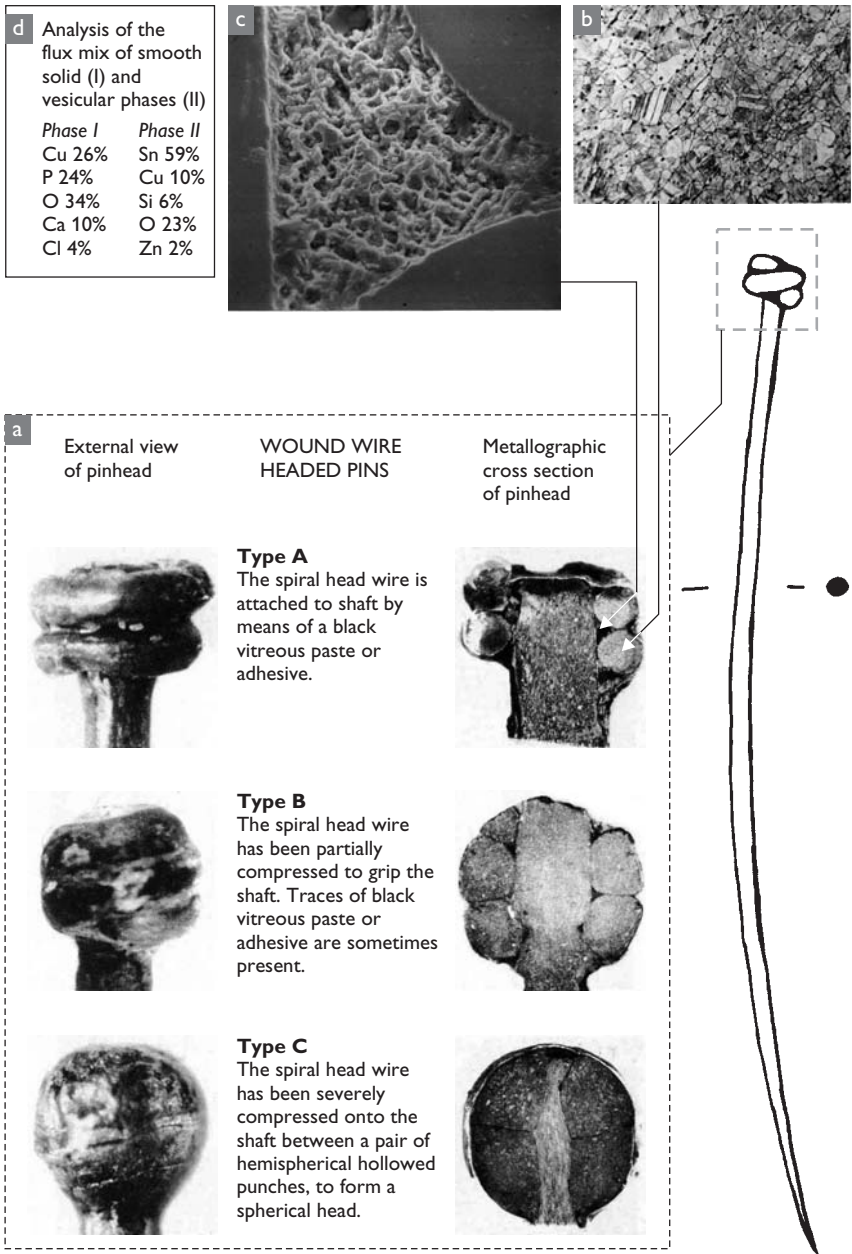 d
Analysis of the
flux mix of smooth
solid (I) and
vesicular phases (II)
Phase I Phase II
Cu 26% Sn 59%
P 24% Cu 10%
O 34% Si 6%
Ca 10% O 23%
Cl 4% Zn 2%
c
b
a
External view
of pinhead
WOUND WIRE
HEADED PINS
Metallographic
cross section
of pinhead
Type A
The spiral head wire is
attached to shaft by
means of a black
vitreous paste or
adhesive.
Type B
The spiral head wire
has been partially
compressed to grip the
shaft. Traces of black
vitreous paste or
adhesive are sometimes
present.
Type C
The spiral head wire
has been severely
compressed onto the
shaft between a pair of
hemispherical hollowed
punches, to form a
spherical head.